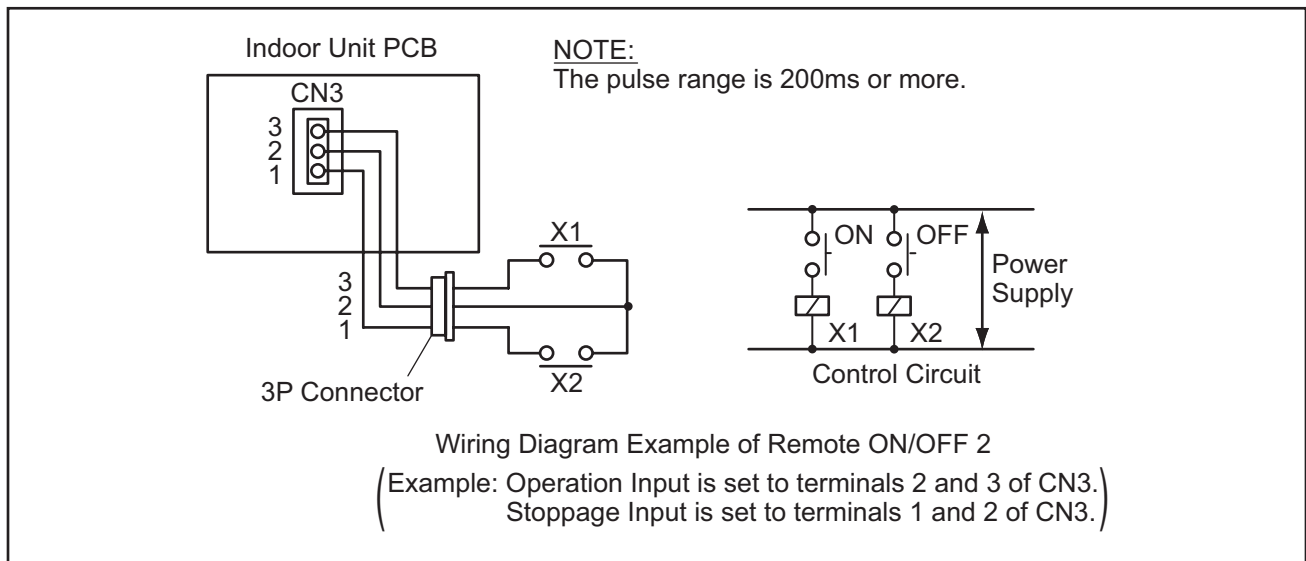 Indoor Unit PCB
NOTE:
The pulse range is 200ms or more.
CN3
3
2
1
X1
3
2
1
X2
3P Connector
ON
OFF
Power
Supply
X1
X2
Control Circuit
Wiring Diagram Example of Remote ON/OFF 2
(Example: Operation Input is set to terminals 2 and 3 of CN3.
Stoppage Input is set to terminals 1 and 2 of CN3.)